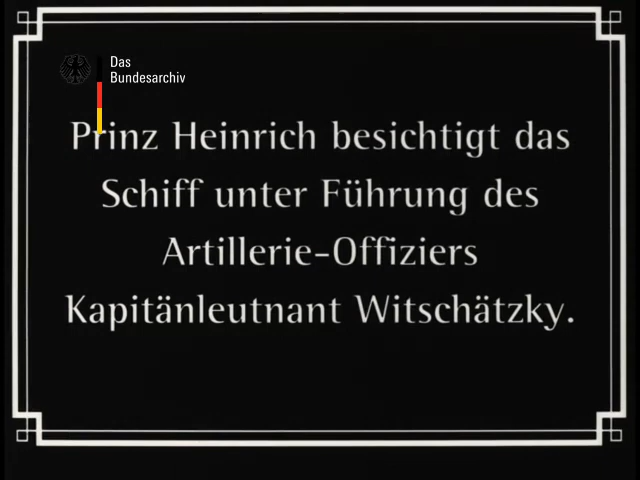 Das
Bundesarchiv
Prinz Heinrich besichtigt das
Schiff unter Führung des
Artillerie-Offiziers
Kapitänleutnant Witschätzky.